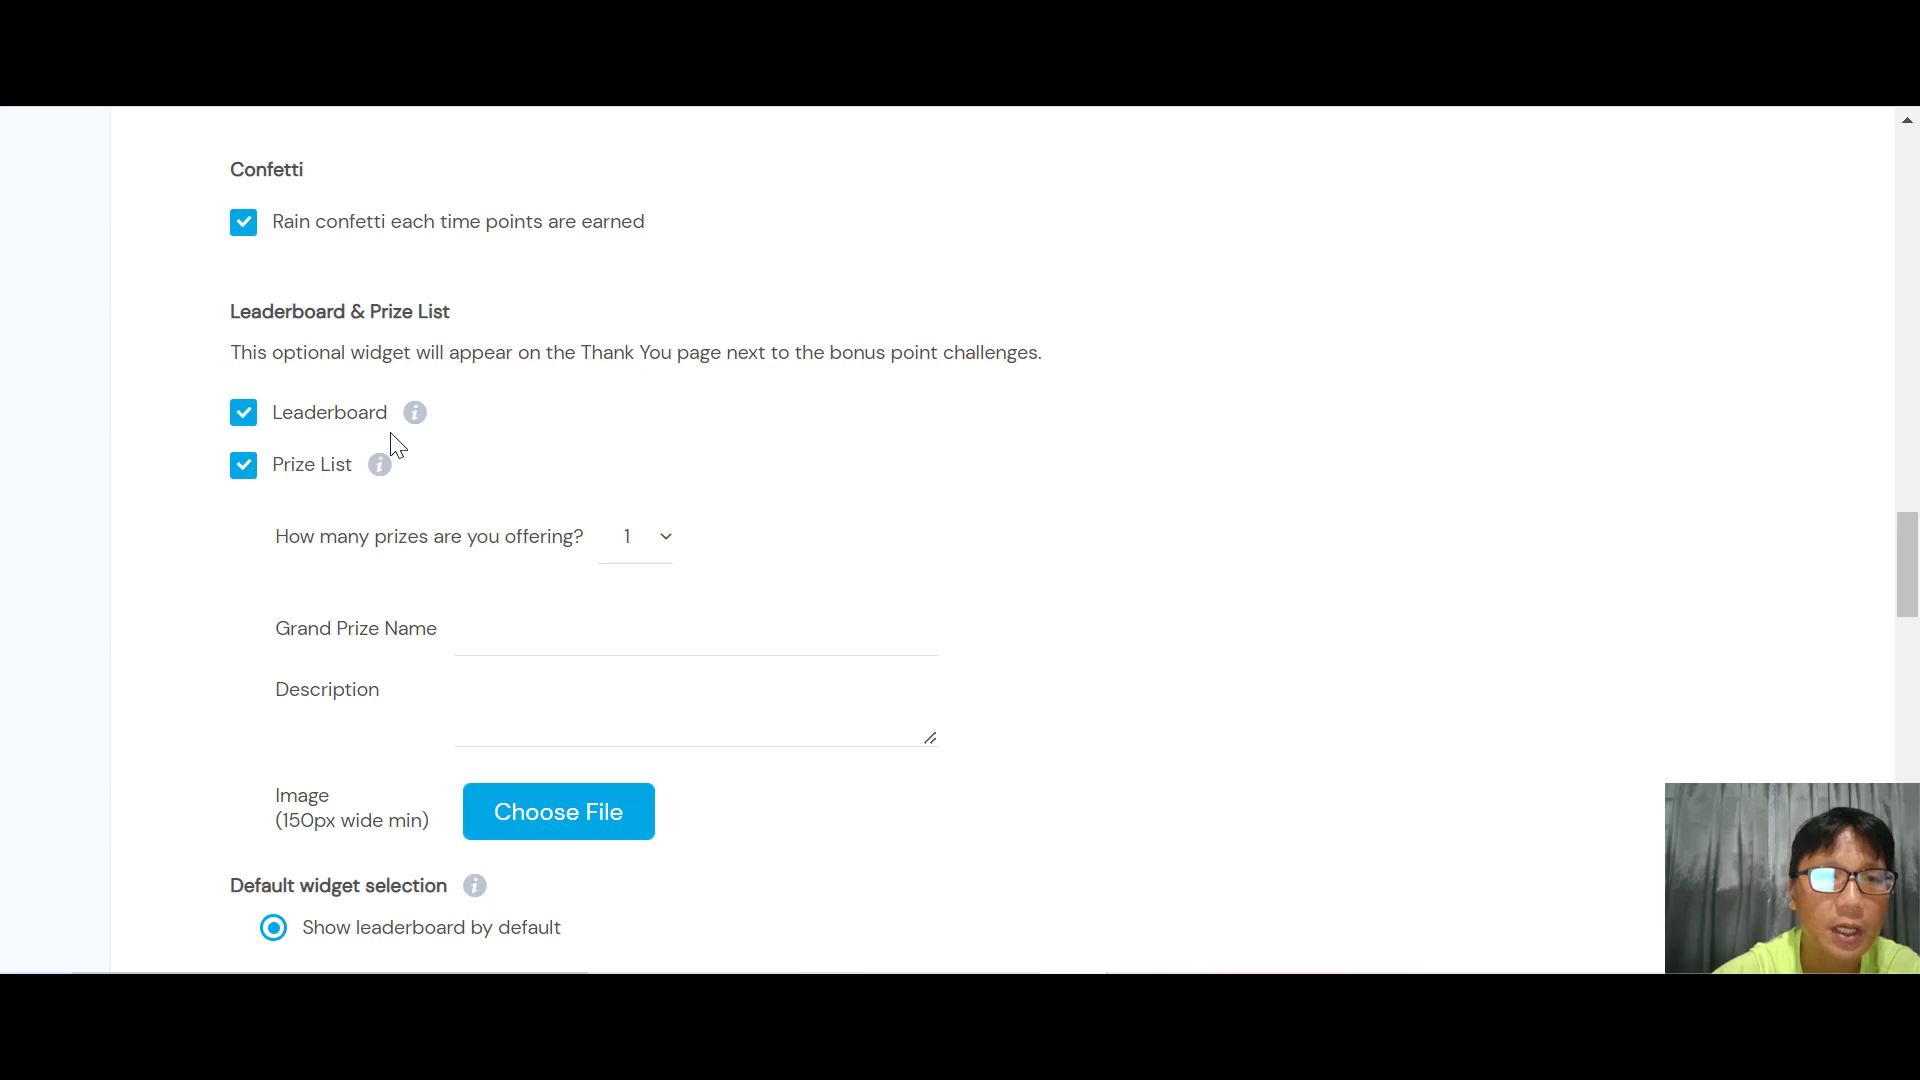 Confetti
Rain confetti each time points are earned
Leaderboard & Prize List
This optional widget will appear on the Thank You page next to the bonus point challenges.
Leaderboard
Prize List
How many prizes are you offering? 1
Grand Prize Name
Description
Image
(150px wide min)
Choose File
Default widget selection
Show leaderboard by default